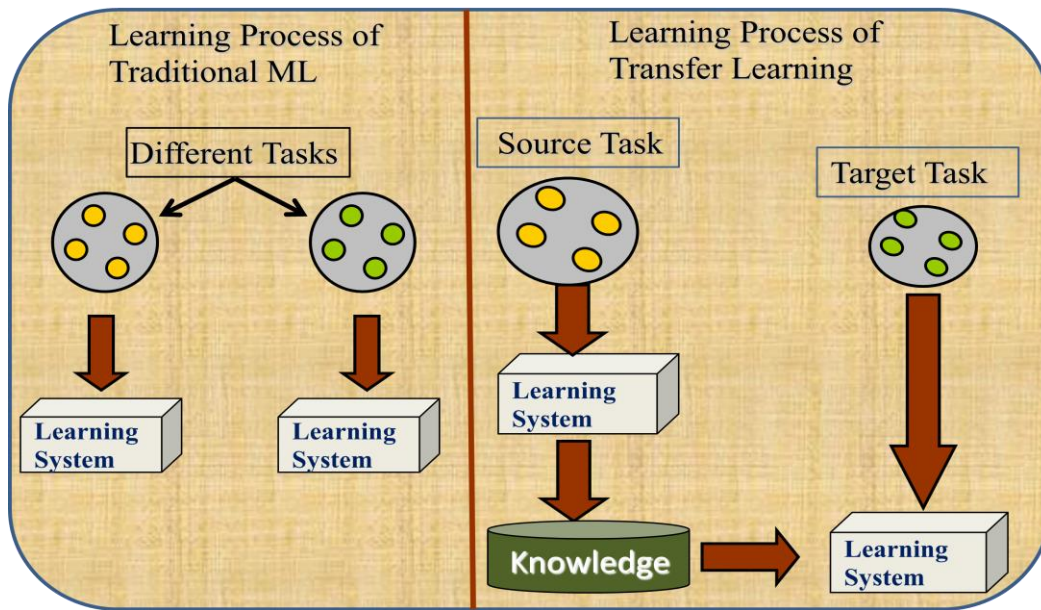 Learning Process of
Traditional ML
Different Tasks
Learning
System
Learning
System
Learning Process of
Transfer Learning
Source Task
Target Task
Learning
System
Knowledge
Learning
System